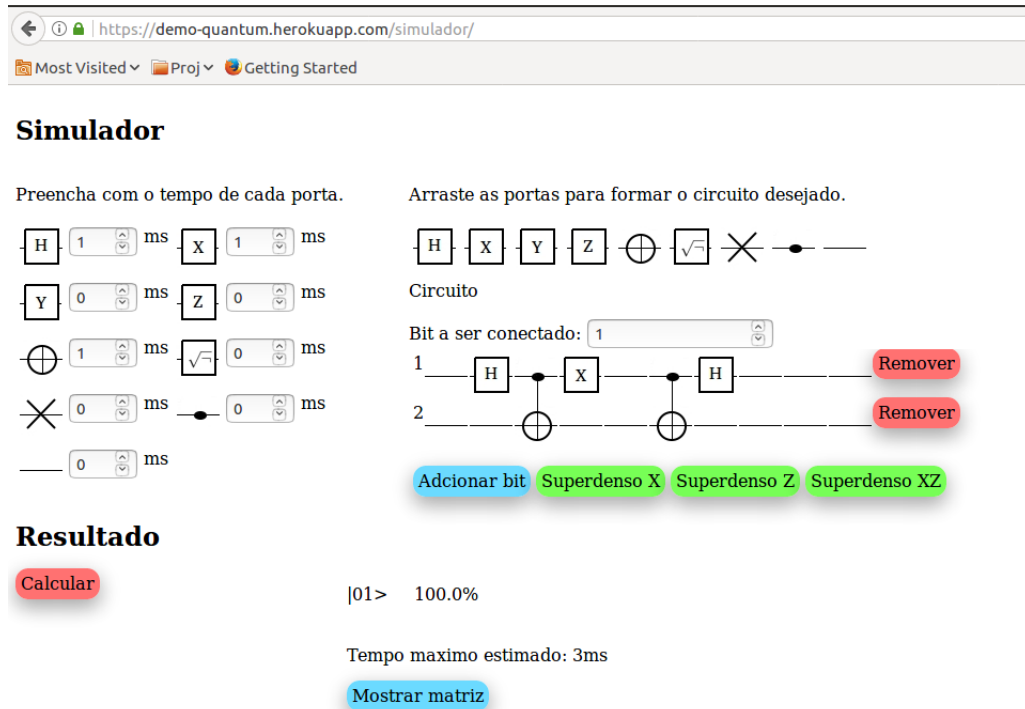 https://demo-quantum.herokuapp.com/simulador/
Most Visited Proj Getting Started
Simulador
Preencha com o tempo de cada porta.
H 1 ms X 1 ms
Y 0 ms Z 0 ms
1 ms √¬ 0 ms
0 ms 0 ms
0 ms
Arraste as portas para formar o circuito desejado.
H X Y Z √¬
Circuito
Bit a ser conectado: 1
1 H X H Remover
2 Remover
Adcionar bit Superdenso X Superdenso Z Superdenso XZ
Resultado
Calcular
|01> 100.0%
Tempo maximo estimado: 3ms
Mostrar matriz